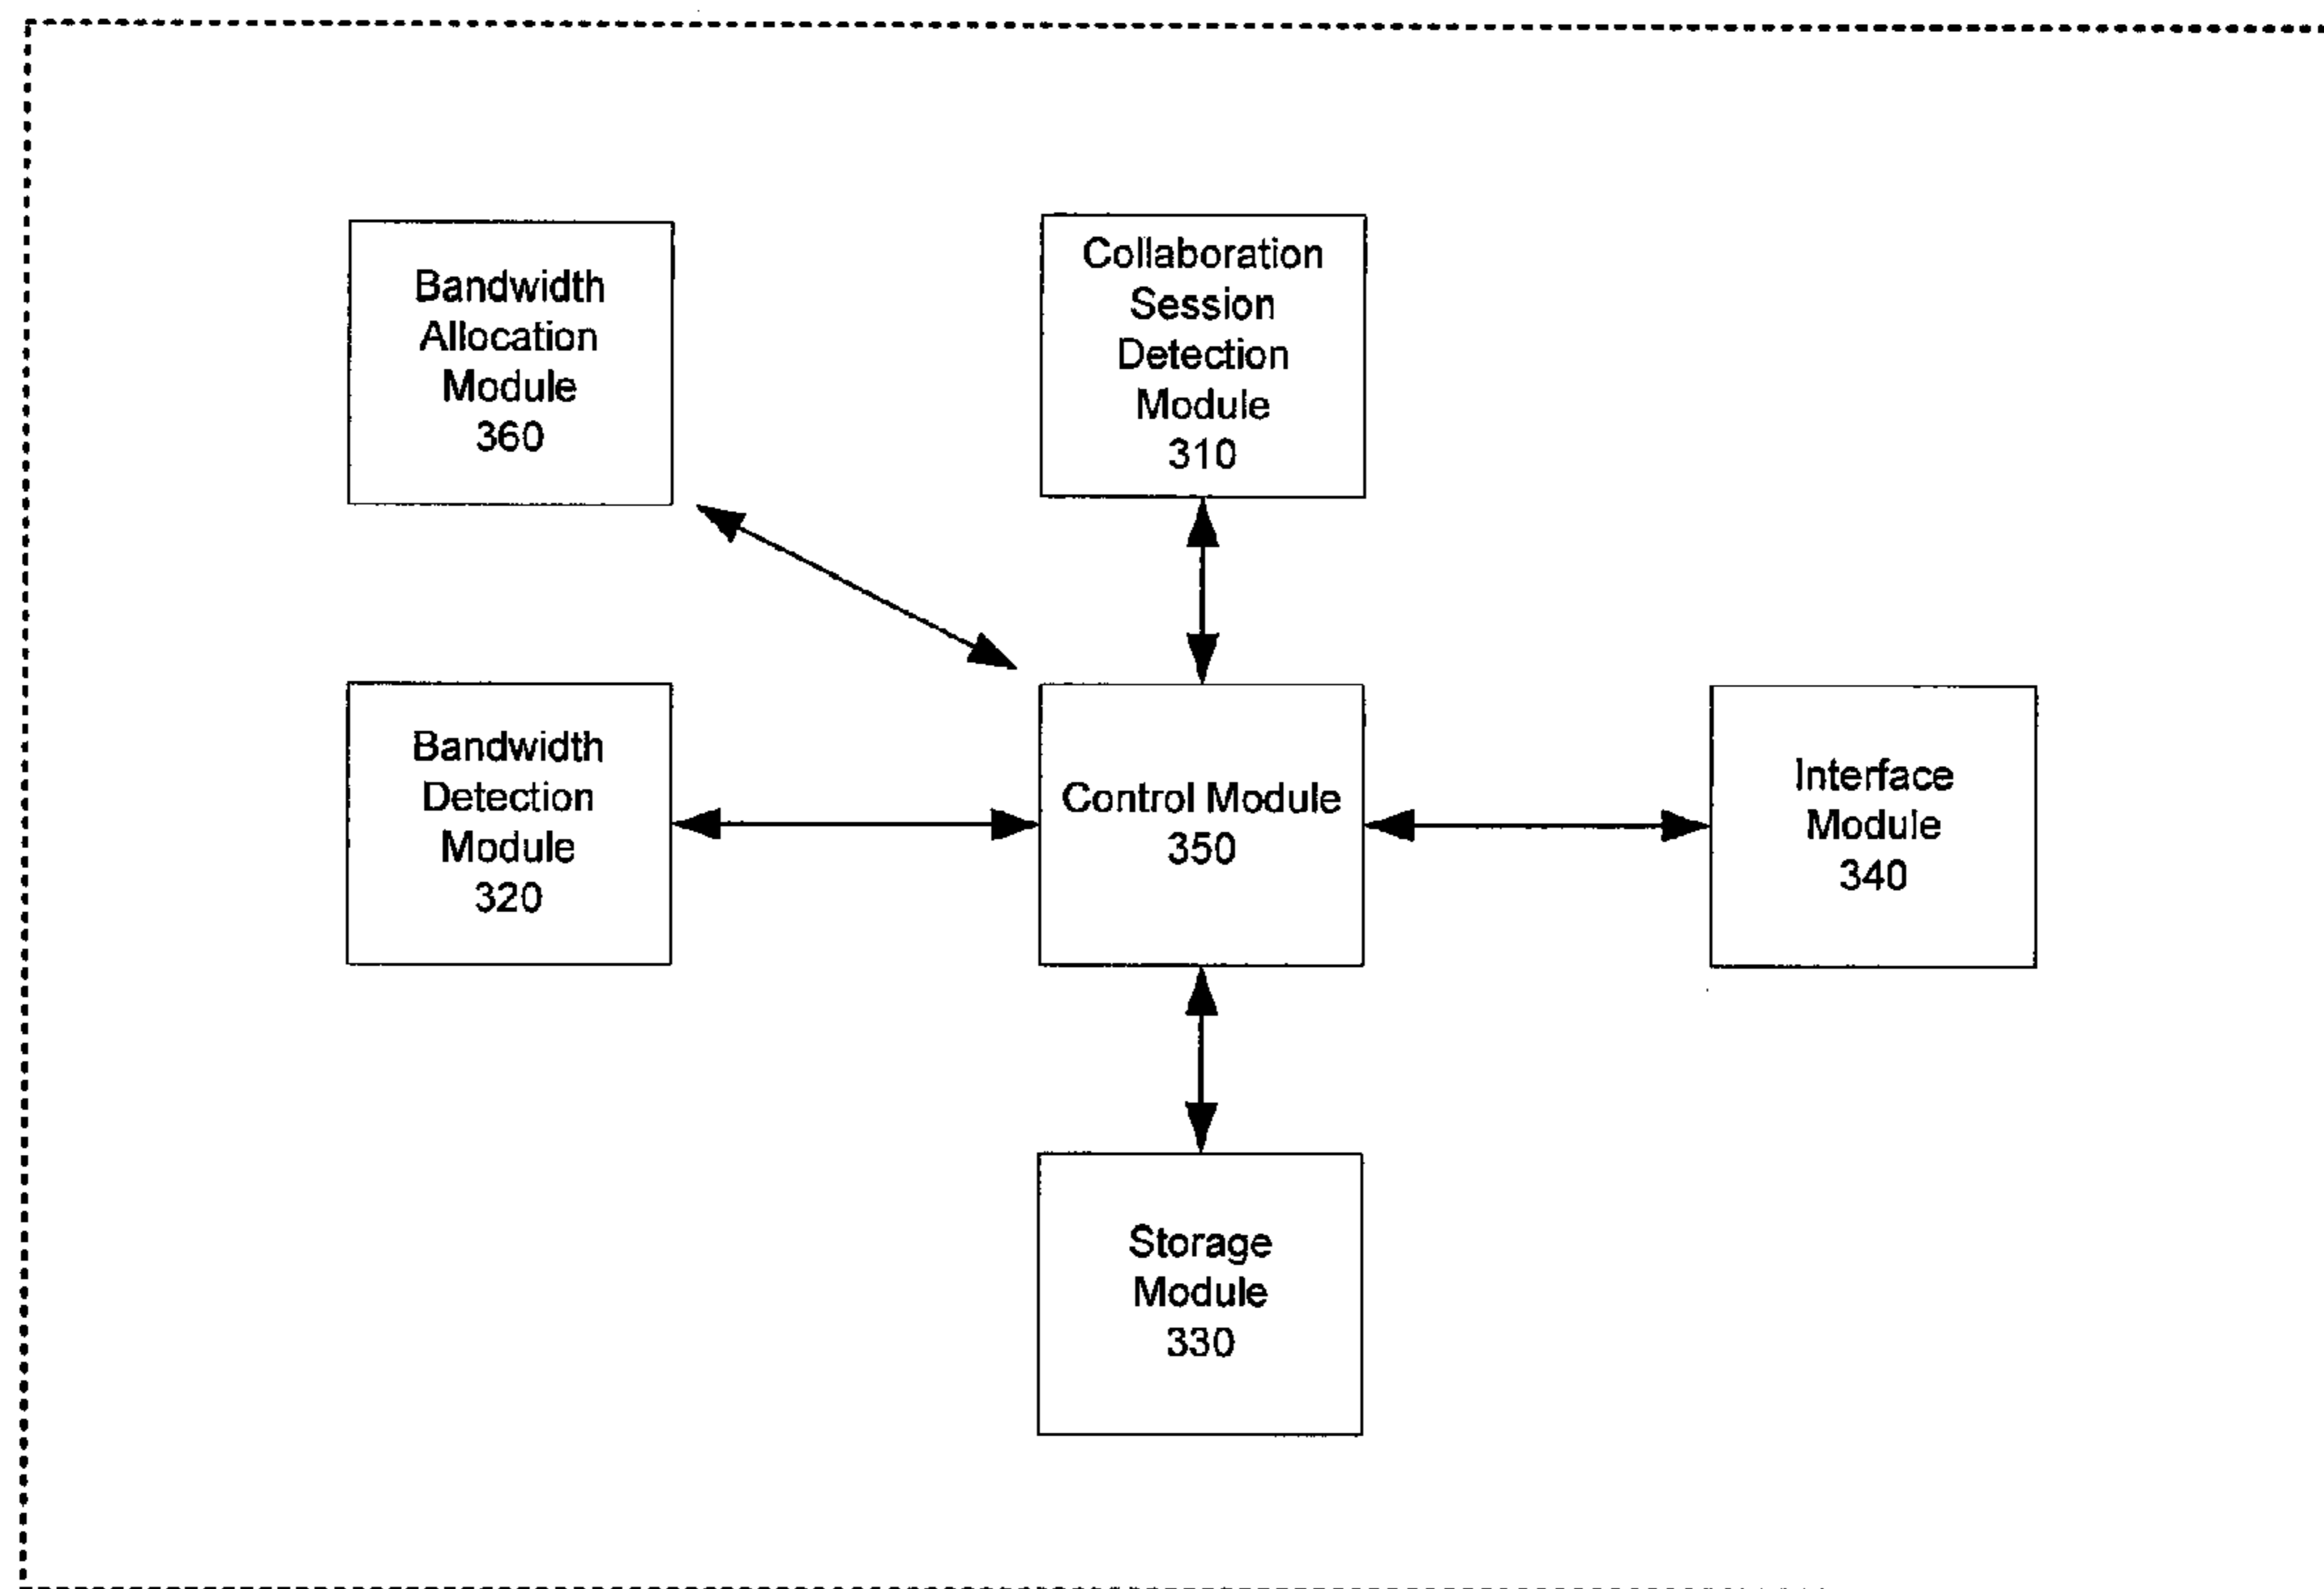 Bandwidth
Allocation
Module
360
Collaboration
Session
Detection
Module
310
Bandwidth
Detection
Module
320
Control Module
350
Interface
Module
340
Storage
Module
330